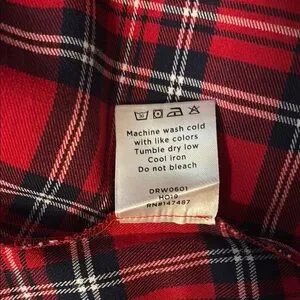 Machine wash cold
with like colors
Tumble dry low
Cool iron
Do not bleach
DRW0601
HO19
RN#147487